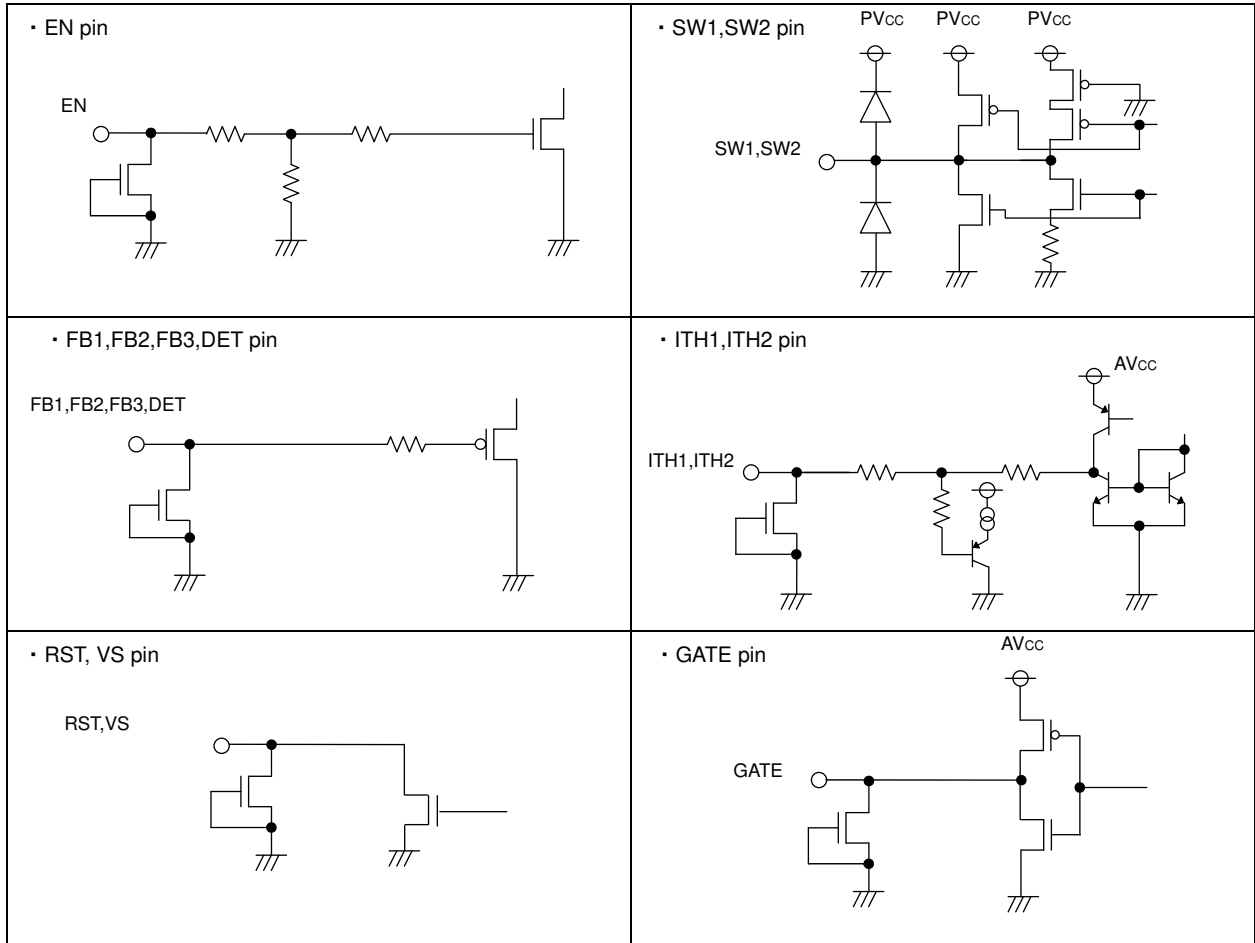 ・EN pin
EN
・SW1,SW2 pin
PVCC PVCC PVCC
SW1,SW2
・FB1,FB2,FB3,DET pin
FB1,FB2,FB3,DET
・ITH1,ITH2 pin
AVCC
ITH1,ITH2
・RST, VS pin
RST,VS
・GATE pin
AVCC
GATE